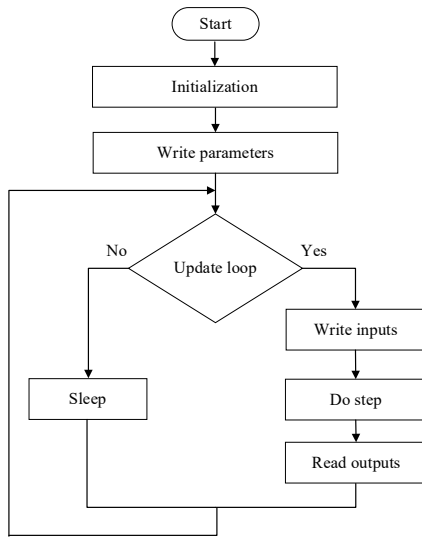 Start
Initialization
Write parameters
No
Yes
Update loop
Write inputs
Sleep
Do step
Read outputs